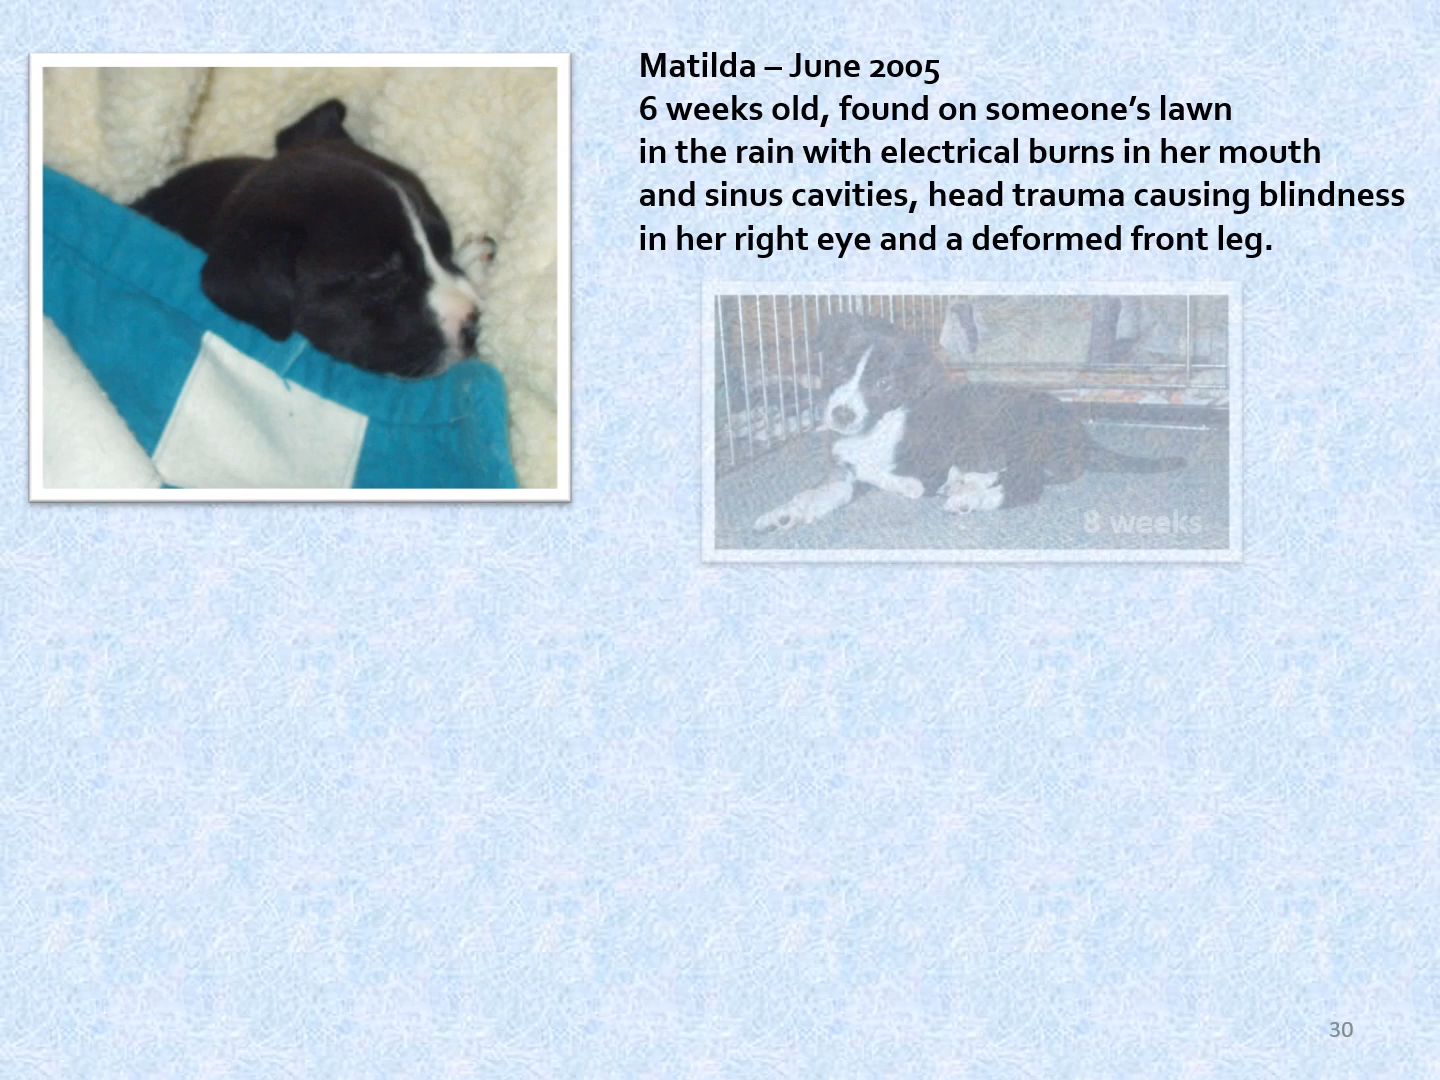 Matilda – June 2005
6 weeks old, found on someone’s lawn
in the rain with electrical burns in her mouth
and sinus cavities, head trauma causing blindness
in her right eye and a deformed front leg.
8 weeks
30